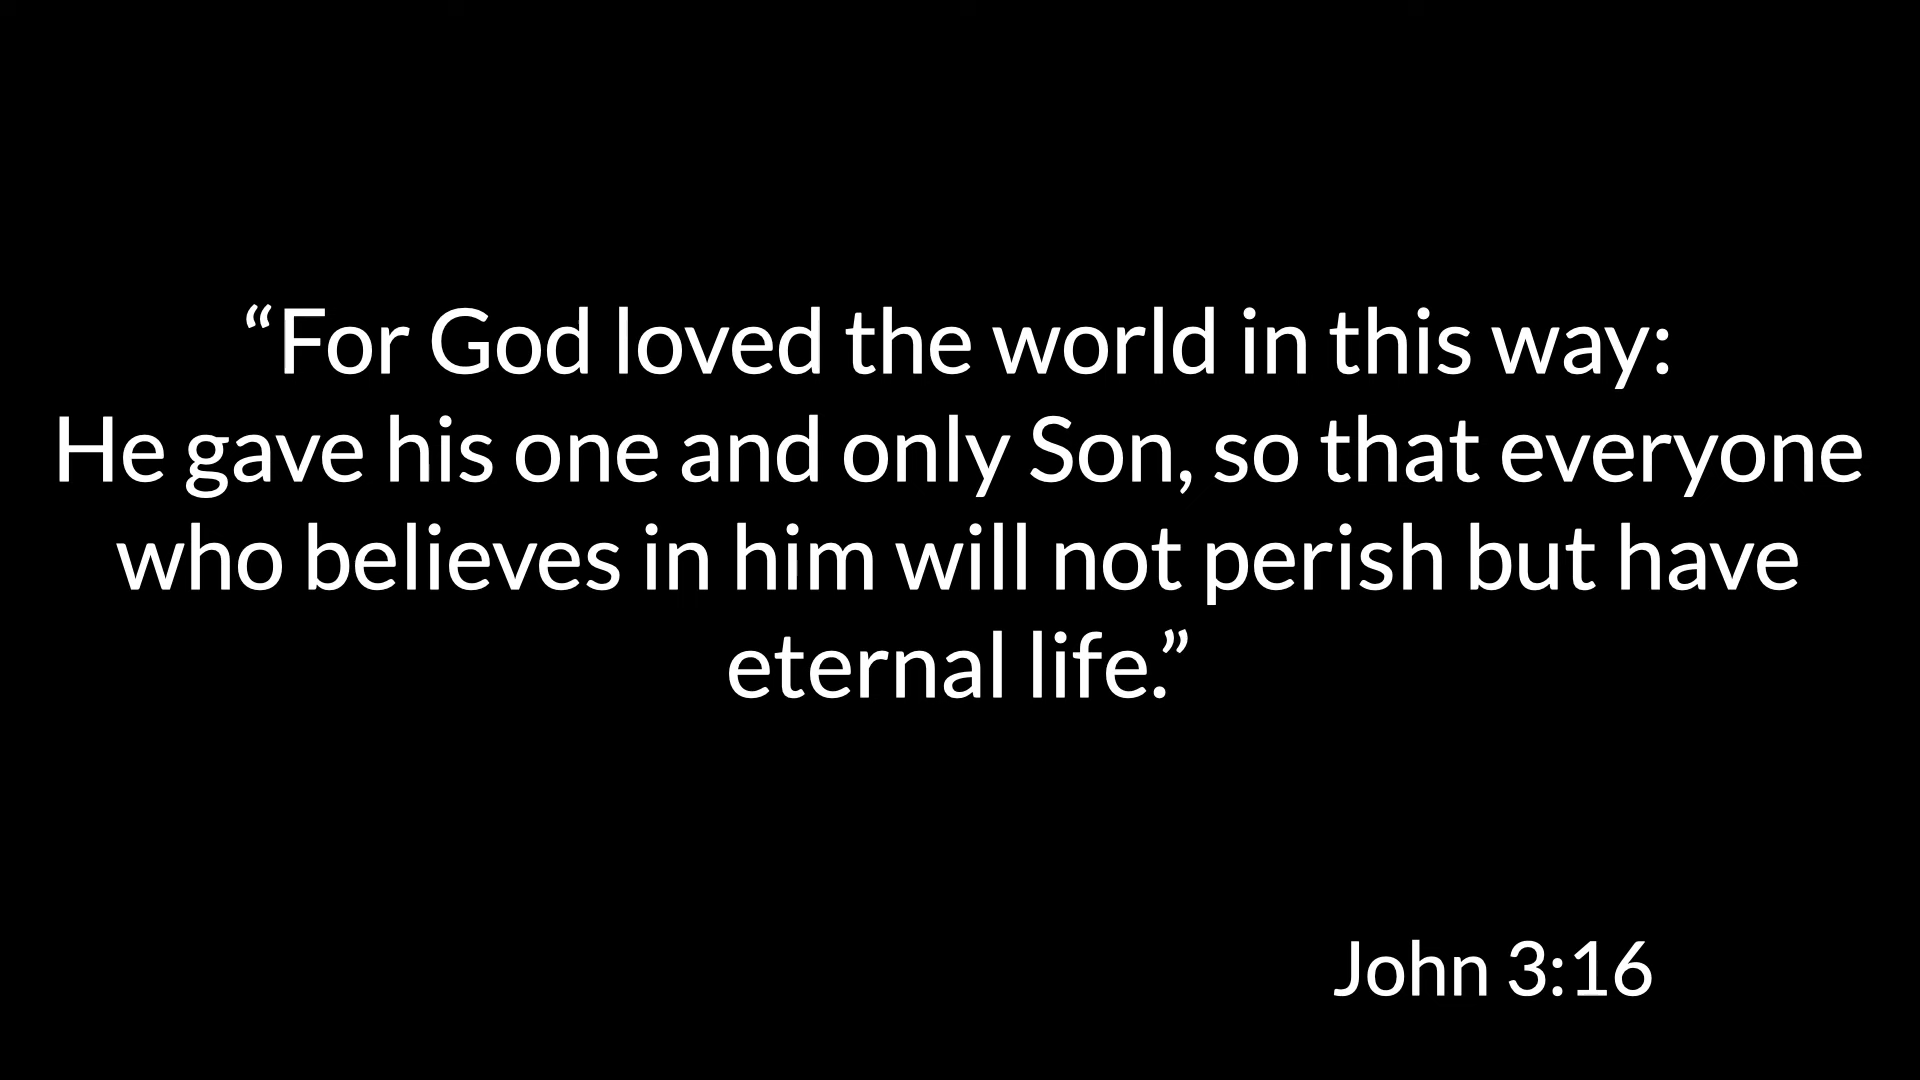 “For God loved the world in this way:
He gave his one and only Son, so that everyone
who believes in him will not perish but have
eternal life.”
John 3:16